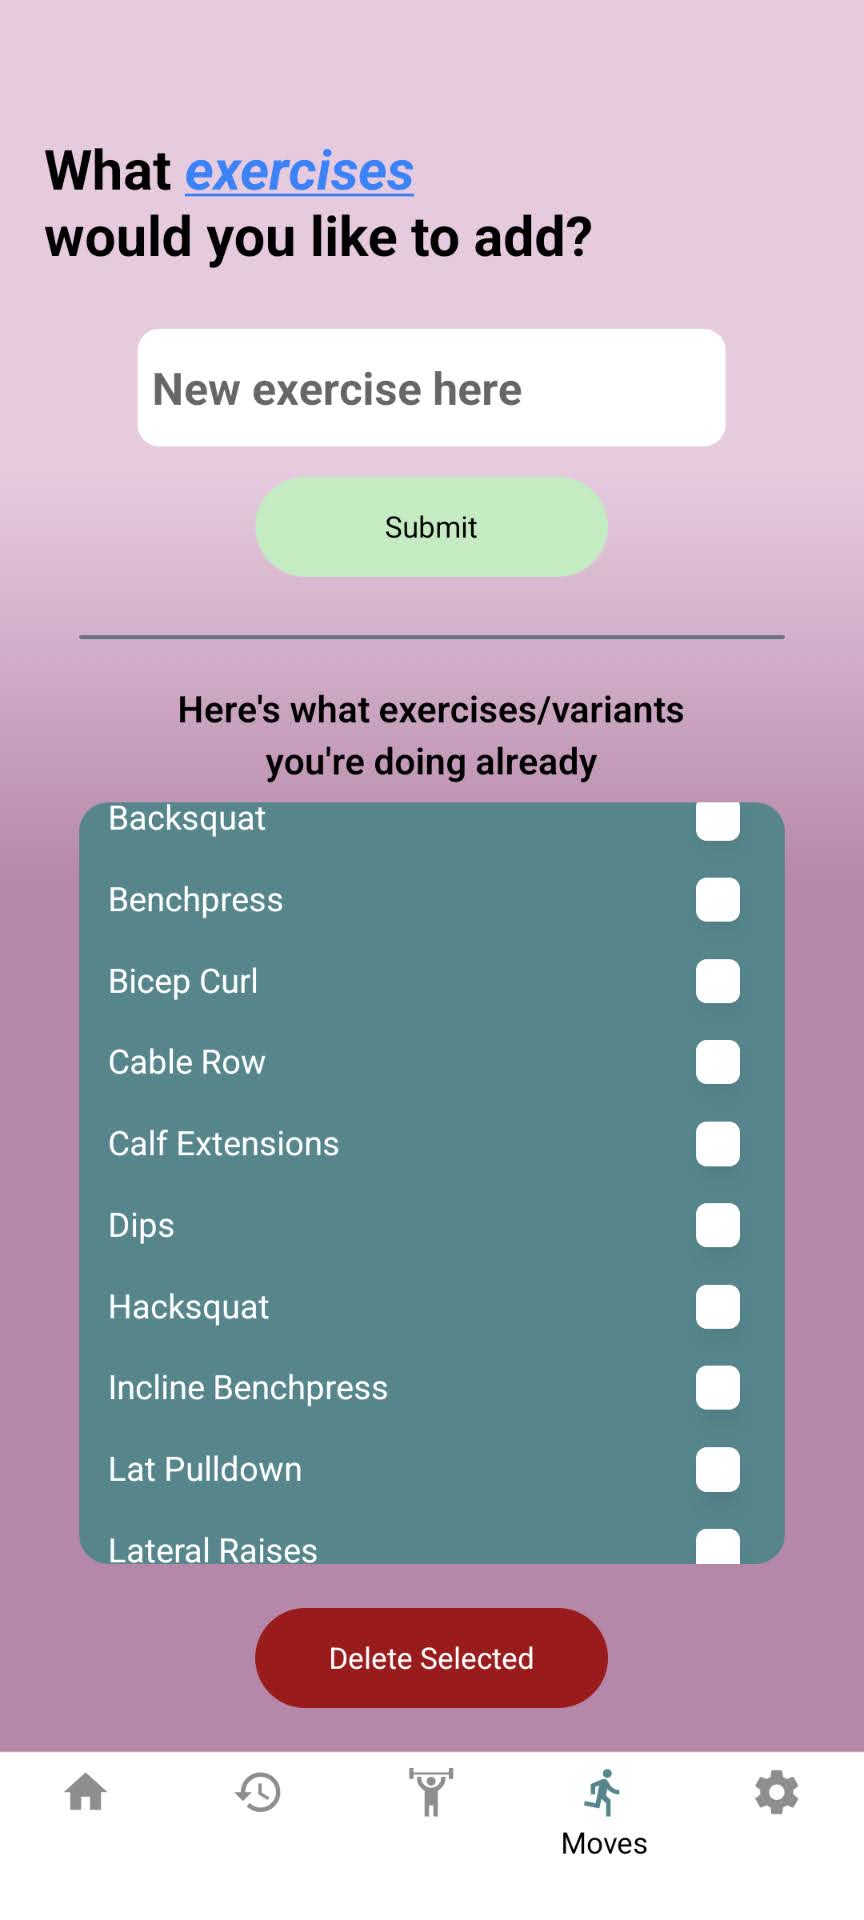 What exercises
would you like to add?
New exercise here
Submit
Here's what exercises/variants
you're doing already
Backsquat
Benchpress
Bicep Curl
Cable Row
Calf Extensions
Dips
Hacksquat
Incline Benchpress
Lat Pulldown
Lateral Raises
Delete Selected
Moves